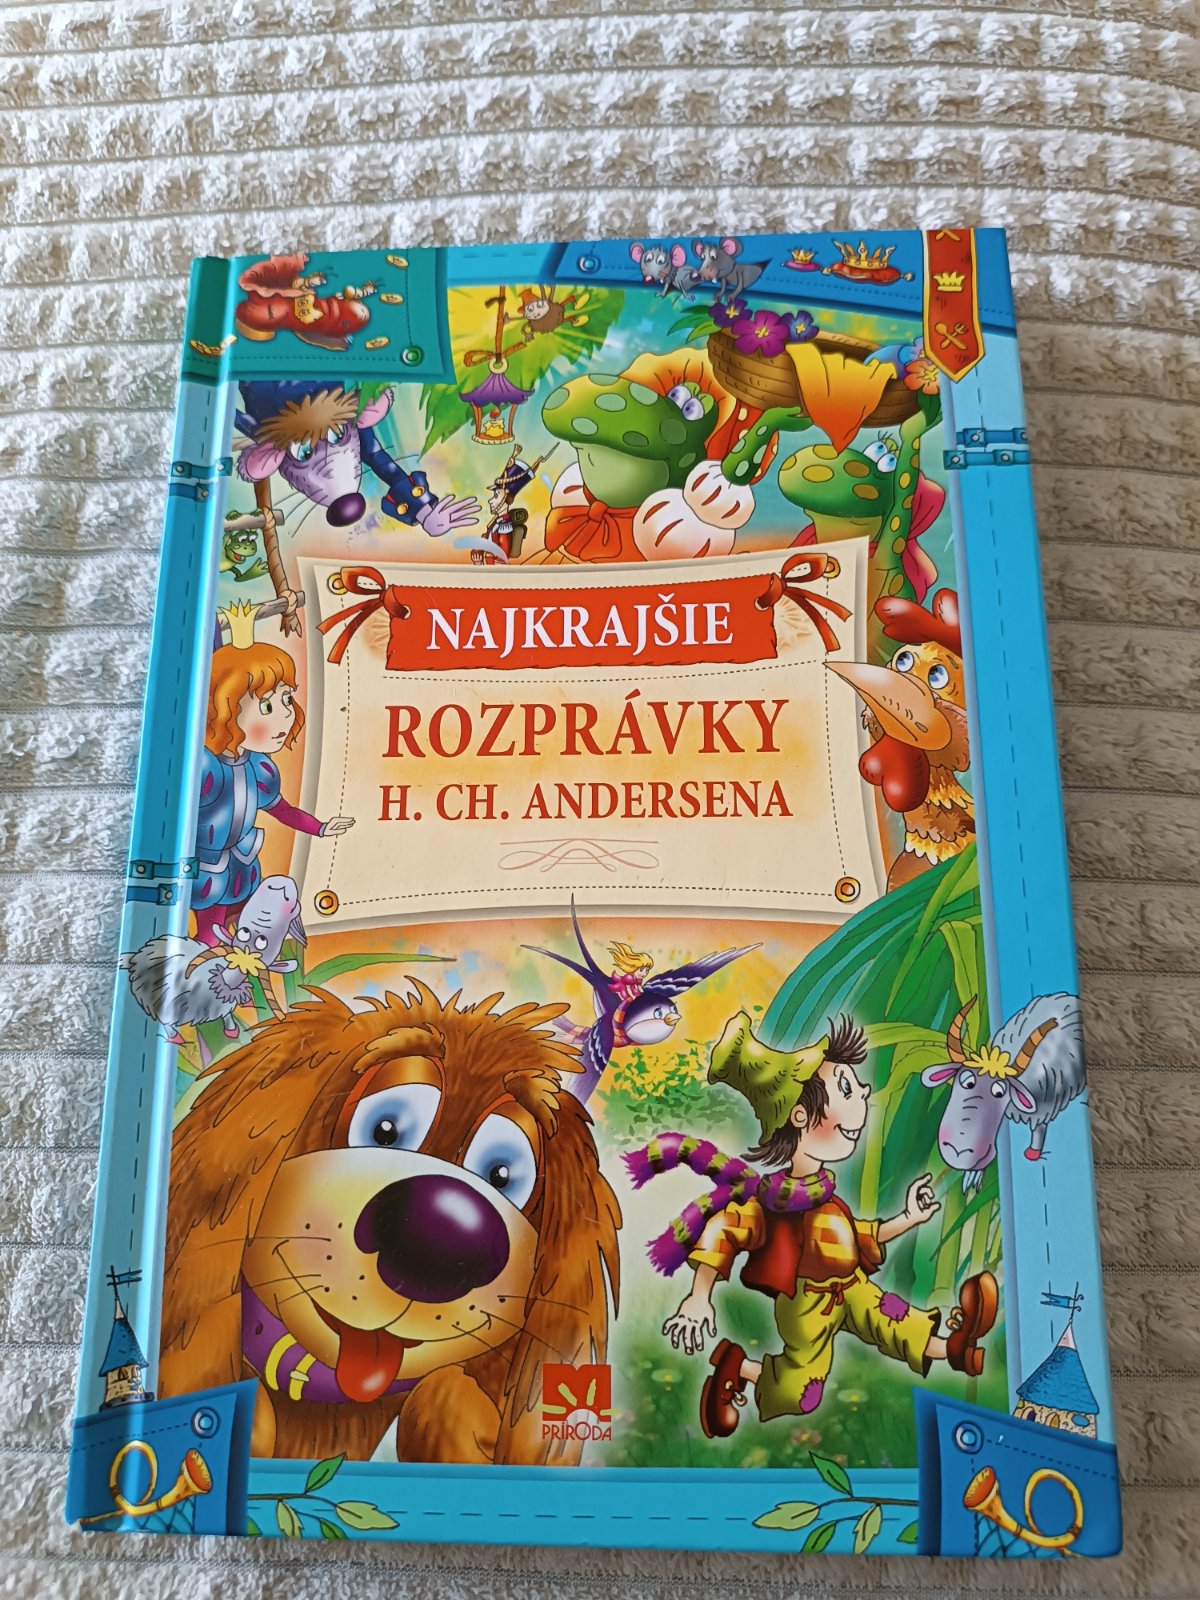 NAJKRAJŠIE
ROZPRÁVKY
H. CH. ANDERSENA
PRÍRODA